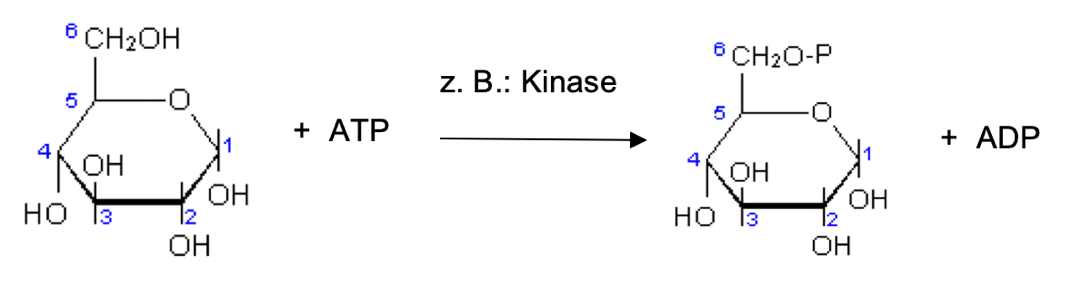 6 CH₂OH
5 O
4 OH 1
HO 3 2 OH
OH
+ ATP
z. B.: Kinase
6 CH₂O-P
5 O
4 OH 1
HO 3 2 OH
OH
+ ADP